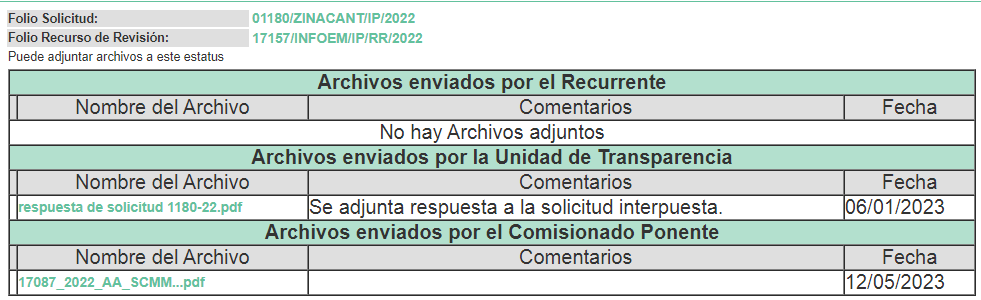 Folio Solicitud: 01180/ZINACANT/IP/2022
Folio Recurso de Revisión: 17157/INFOEM/IP/RR/2022
Puede adjuntar archivos a este estatus
Archivos enviados por el Recurrente
Nombre del Archivo Comentarios Fecha
No hay Archivos adjuntos
Archivos enviados por la Unidad de Transparencia
Nombre del Archivo Comentarios Fecha
respuesta de solicitud 1180-22.pdf Se adjunta respuesta a la solicitud interpuesta. 06/01/2023
Archivos enviados por el Comisionado Ponente
Nombre del Archivo Comentarios Fecha
17087_2022_AA_SCMM...pdf 12/05/2023